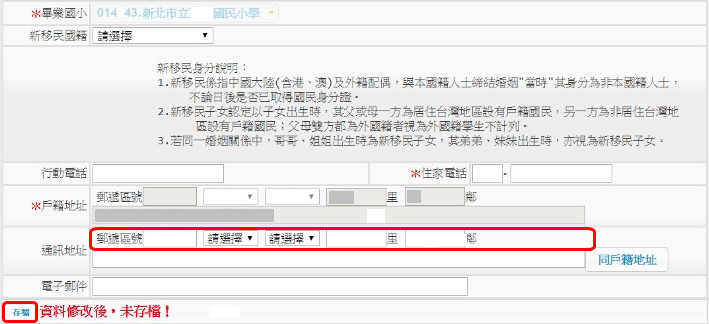 ※畢業國小 014_43.新北市立 國民小學
新移民國籍 請選擇
新移民身分說明：
1.新移民係指中國大陸(含港、澳)及外籍配偶，與本國籍人士締結婚姻"當時"其身分為非本國籍人士，
不論日後是否已取得國民身分證。
2.新移民子女認定以子女出生時，其父或母一方為居住台灣地區設有戶籍國民，另一方為非居住台灣地
區設有戶籍國民；父母雙方都為外國籍者視為外國籍學生不計列。
3.若同一婚姻關係中，哥哥、姐姐出生時為新移民子女，其弟弟、妹妹出生時，亦視為新移民子女。
行動電話 ※住家電話 -
※戶籍地址 郵遞區號 里 鄰
通訊地址 郵遞區號 請選擇 請選擇 里 鄰
同戶籍地址
電子郵件
存檔 資料修改後，未存檔！